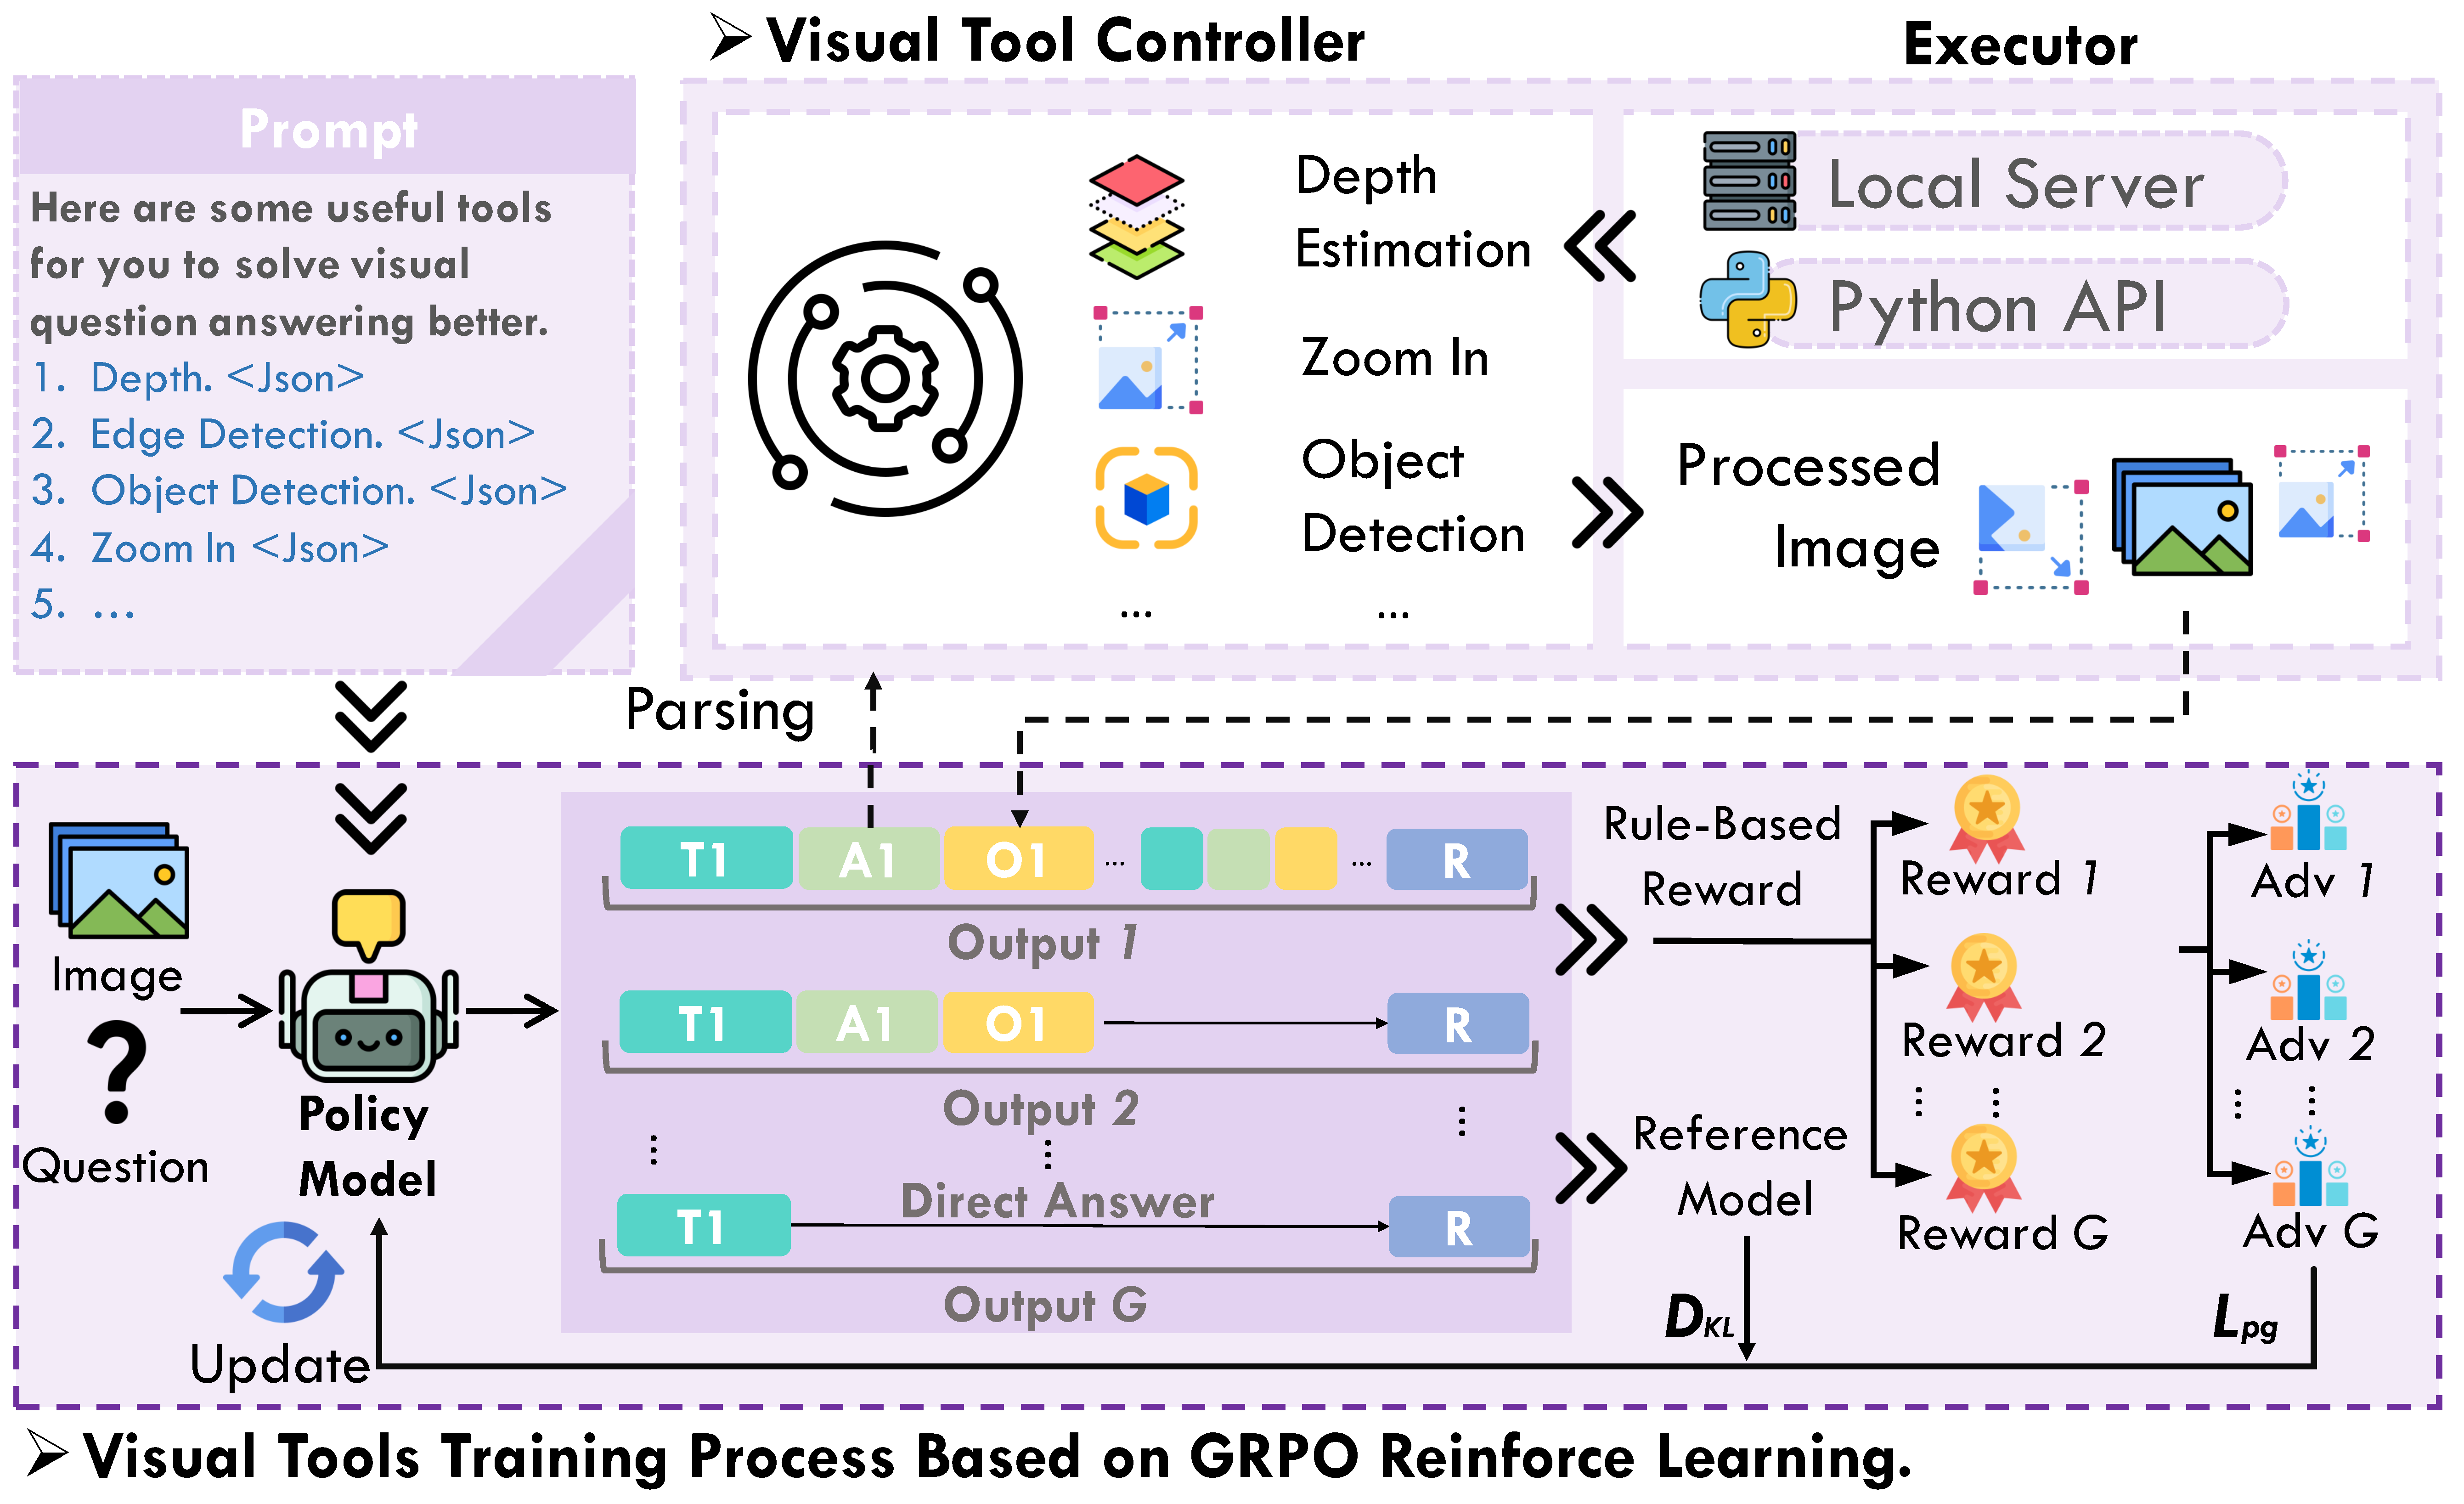 Visual Tool Controller
Executor
Prompt
Here are some useful tools
for you to solve visual
question answering better.
1. Depth. <Json>
2. Edge Detection. <Json>
3. Object Detection. <Json>
4. Zoom In <Json>
5. ...
Depth
Estimation
Zoom In
Object
Detection
... ...
Local Server
Python API
Processed
Image
Parsing
Image
Question
Policy
Model
Update
T1 A1 O1 ... ... R
Output 1
T1 A1 O1 R
Output 2
Direct Answer
T1 R
Output G
Rule-Based
Reward
Reference
Model
DKL
Reward 1
Reward 2
Reward G
Adv 1
Adv 2
Adv G
Lpg
Visual Tools Training Process Based on GRPO Reinforce Learning.